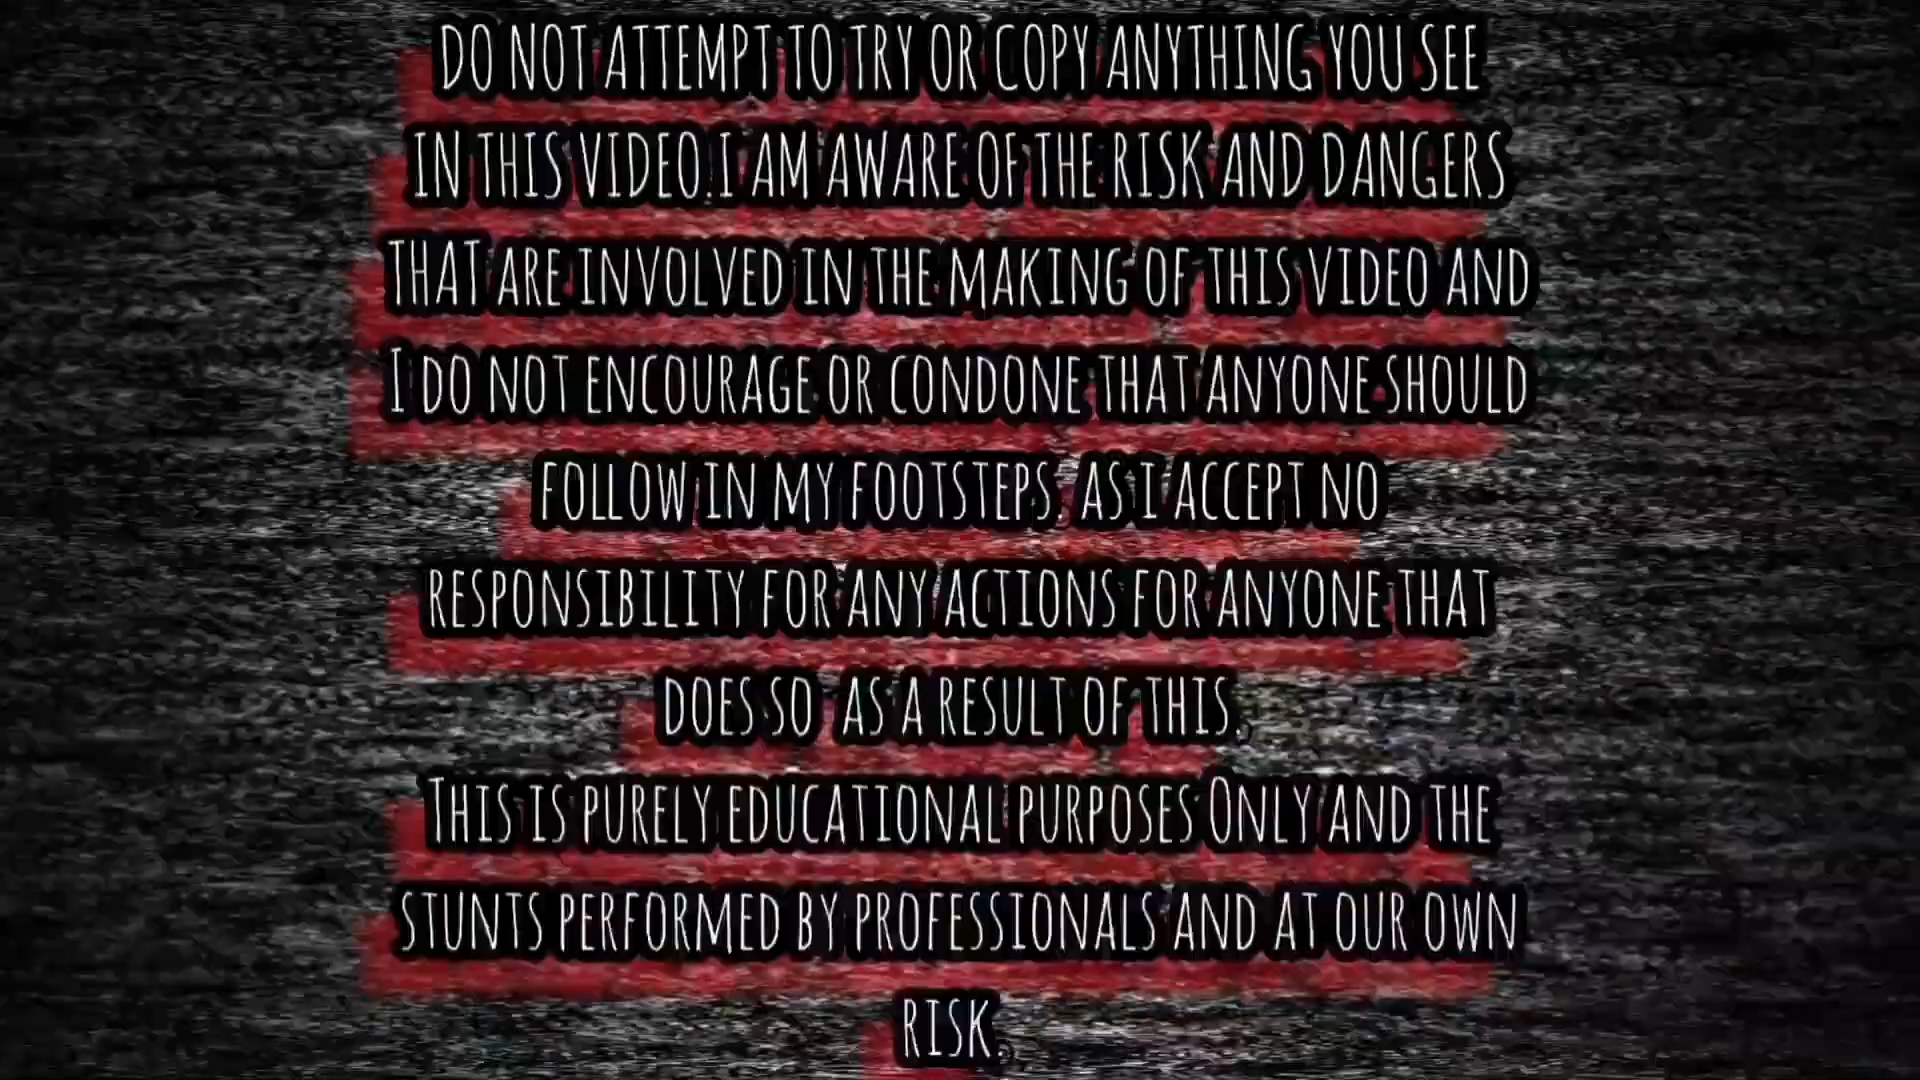 DO NOT ATTEMPT TO TRY OR COPY ANYTHING YOU SEE
IN THIS VIDEO.I AM AWARE OF THE RISK AND DANGERS
THAT ARE INVOLVED IN THE MAKING OF THIS VIDEO AND
I DO NOT ENCOURAGE OR CONDONE THAT ANYONE SHOULD
FOLLOW IN MY FOOTSTEPS. AS I ACCEPT NO
RESPONSIBILITY FOR ANY ACTIONS FOR ANYONE THAT
DOES SO AS A RESULT OF THIS.
THIS IS PURELY EDUCATIONAL PURPOSES ONLY AND THE
STUNTS PERFORMED BY PROFESSIONALS AND AT OUR OWN
RISK.